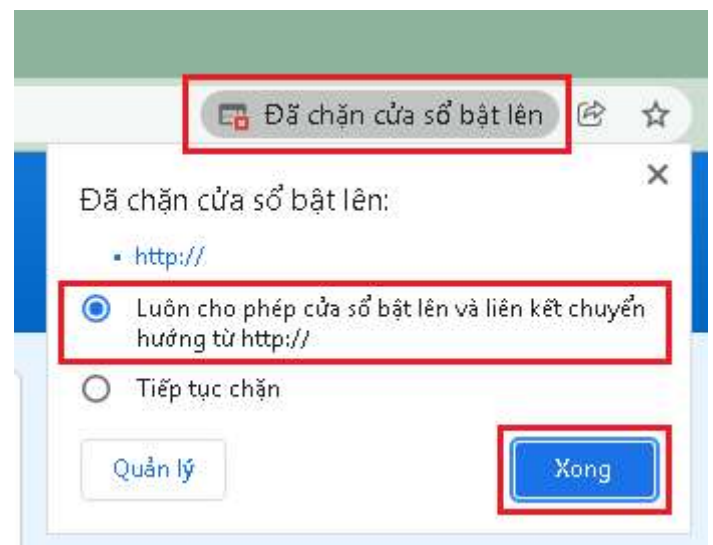 Đã chặn cửa sổ bật lên
Đã chặn cửa sổ bật lên:
http://
Luôn cho phép cửa sổ bật lên và liên kết chuyển
hướng từ http://
Tiếp tục chặn
Quản lý
Xong